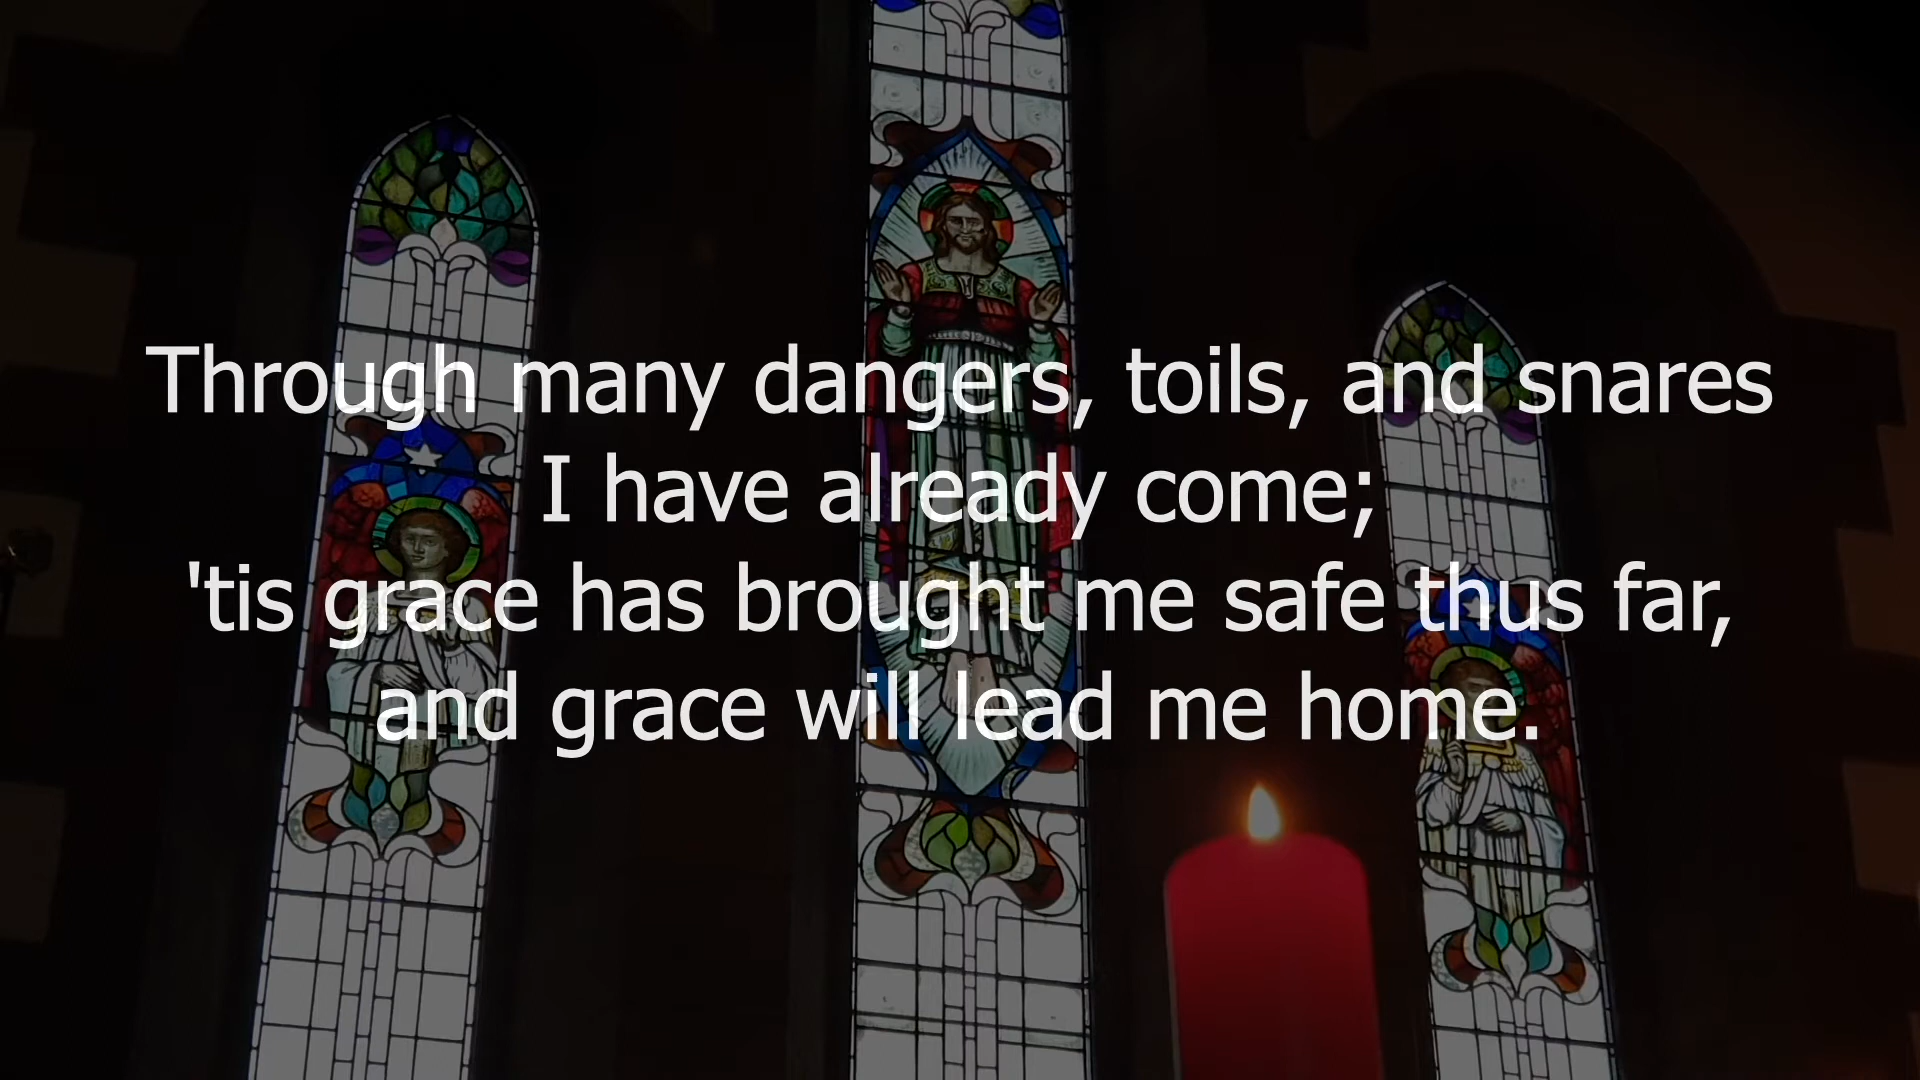 Through many dangers, toils, and snares
I have already come;
'tis grace has brought me safe thus far,
and grace will lead me home.